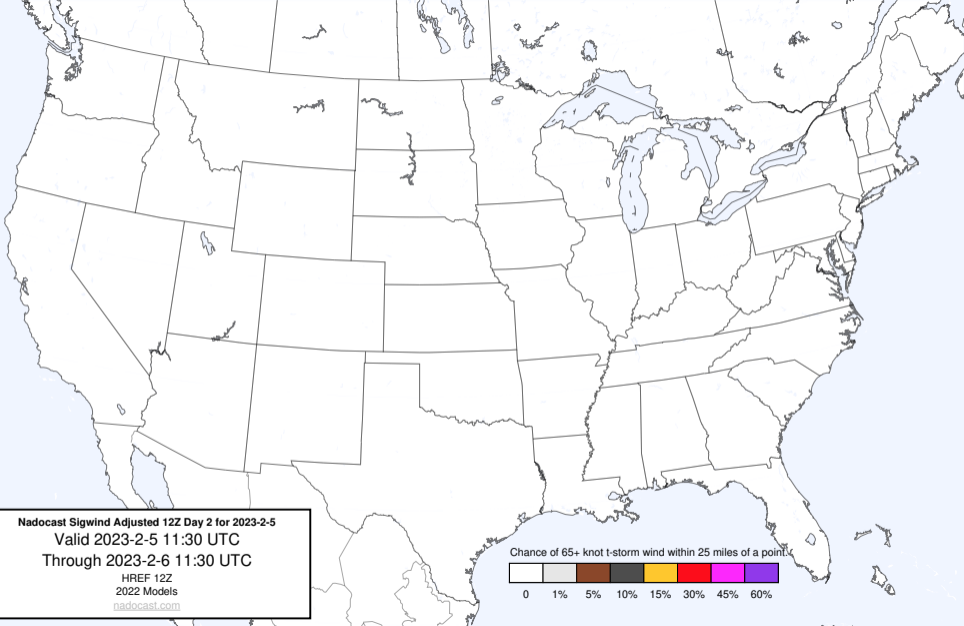 Nadocast Sigwind Adjusted 12Z Day 2 for 2023-2-5
Valid 2023-2-5 11:30 UTC
Through 2023-2-6 11:30 UTC
HREF 12Z
2022 Models
nadocast.com
Chance of 65+ knot t-storm wind within 25 miles of a point.
0 1% 5% 10% 15% 30% 45% 60%